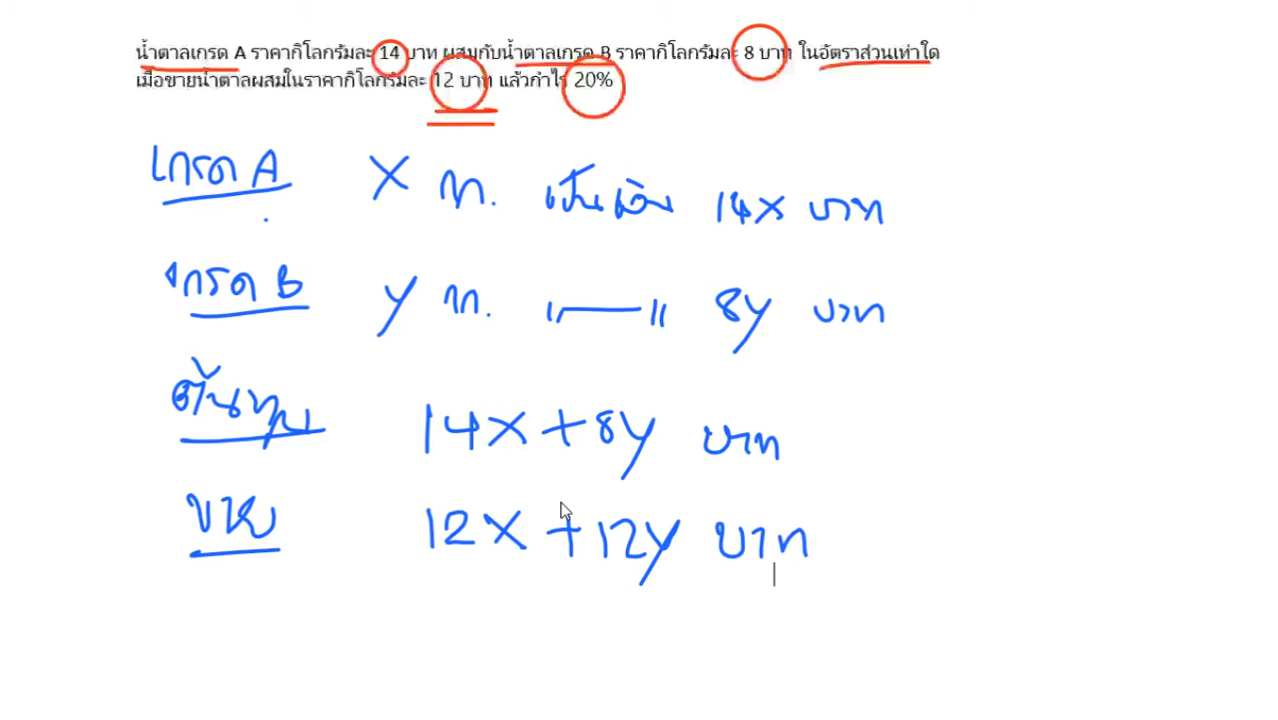 น้ำตาลเกรด A ราคากิโลกรัมละ 14 บาท ผสมกับน้ำตาลเกรด B ราคากิโลกรัมละ 8 บาท ในอัตราส่วนเท่าใด
เมื่อขายน้ำตาลผสมในราคากิโลกรัมละ 12 บาท แล้วกำไร 20%
เกรด A X ก. เป็นเงิน 14x บาท
เกรด B y ก. 8y บาท
ต้นทุน 14x + 8y บาท
ขาย 12x + 12y บาท